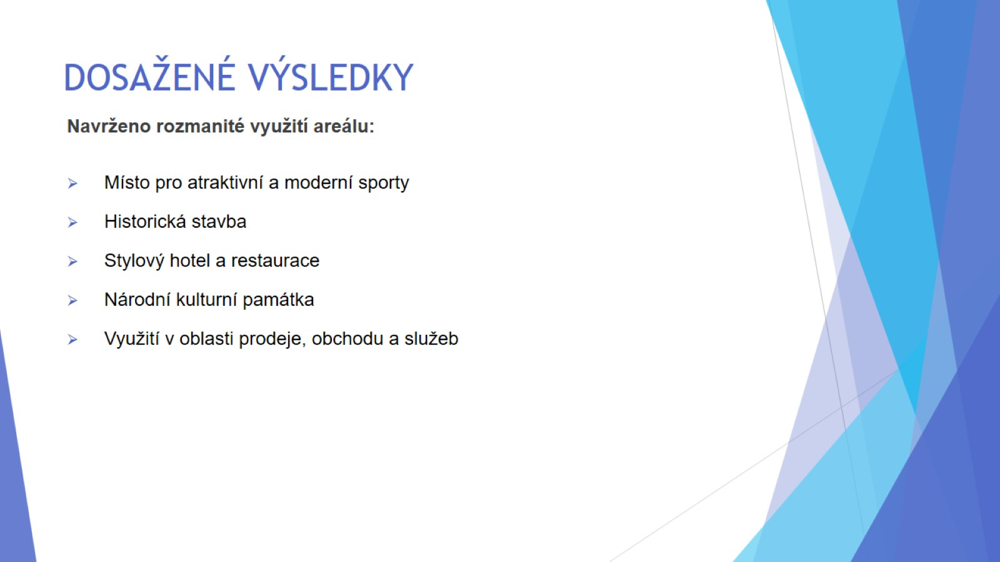 DOSAŽENÉ VÝSLEDKY
Navrženo rozmanité využití areálu:
Místo pro atraktivní a moderní sporty
Historická stavba
Stylový hotel a restaurace
Národní kulturní památka
Využití v oblasti prodeje, obchodu a služeb